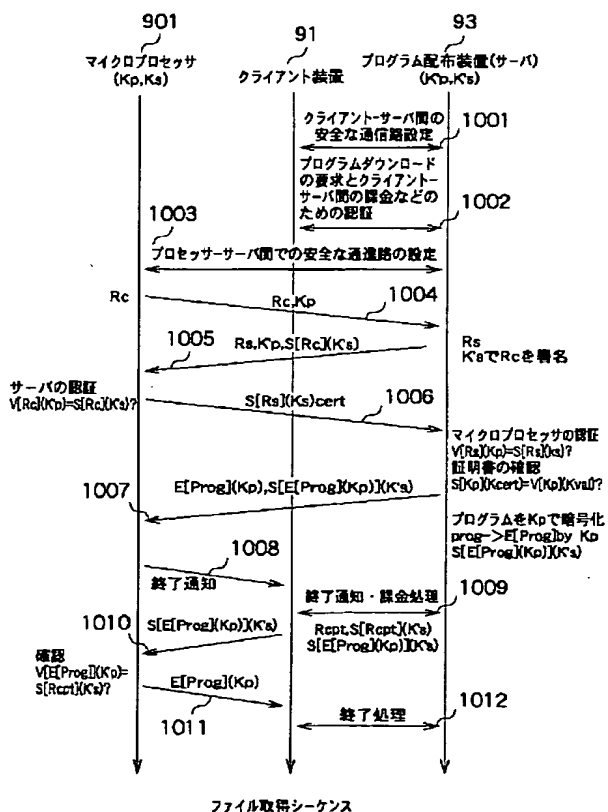 901
91
93
マイクロプロセッサ
(Kp,Ks)
クライアント装置
プログラム配布装置(サーバ)
(K'p,K's)
クライアントーサーバ間の
安全な通信路設定
1001
プログラムダウンロード
の要求とクライアントー
サーバ間の課金などの
ための認証
1002
1003
プロセッサーサーバ間での安全な通進路の設定
Rc
Rc,Kp
1004
1005
Rs,K'p,S[Rc](K's)
Rs
K'sでRcを署名
サーバの認証
V[Rc](K'p)=S[Rc](K's)?
S[Rs](Ks)cert
1006
マイクロプロセッサの認証
V[Rs](Kp)=S[Rs](ks)?
証明書の確認
S[Kp](Kcert)=V[Kp](Kval)?
E[Prog](Kp),S[E[Prog](Kp)](K's)
1007
プログラムをKpで暗号化
prog->E[Prog]by Kp
S[E[Prog](Kp)](K's)
1008
終了通知
終了通知・課金処理
1009
1010
S[E[Prog](Kp)](K's)
Rcpt,S[Rcpt](K's)
S[E[Prog](Kp)](K's)
確認
V[E[Prog](Kp)=
S[Rcpt](K's)?
E[Prog](Kp)
1011
終了処理
1012
ファイル取得シーケンス